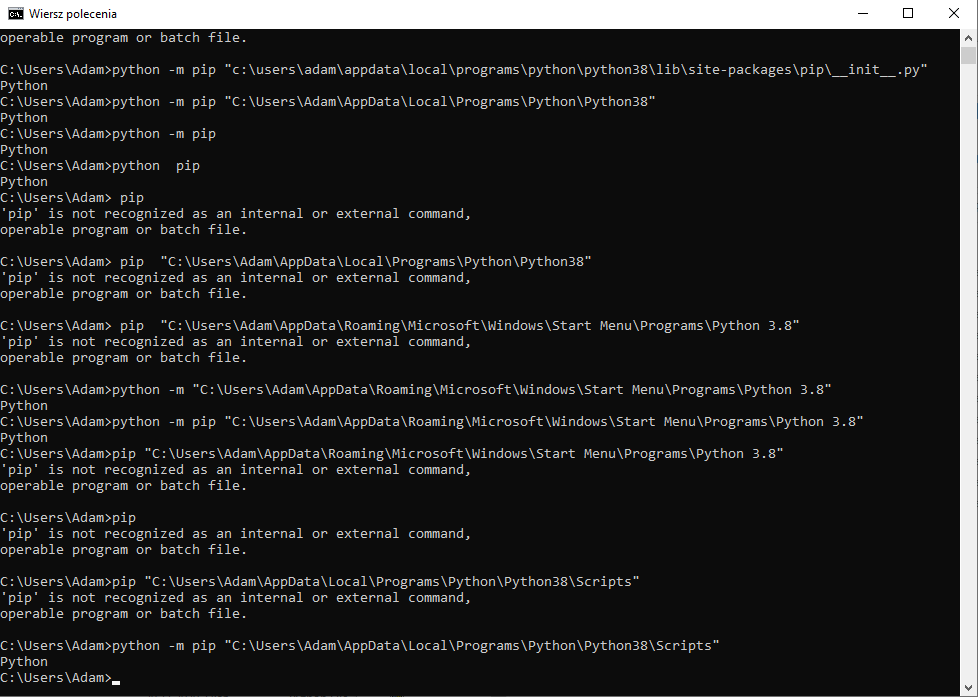 Wiersz polecenia
operable program or batch file.
C:\Users\Adam>python -m pip "c:\users\adam\appdata\local\programs\python\python38\lib\site-packages\pip\__init__.py"
Python
C:\Users\Adam>python -m pip "C:\Users\Adam\AppData\Local\Programs\Python\Python38"
Python
C:\Users\Adam>python -m pip
Python
C:\Users\Adam>python  pip
Python
C:\Users\Adam> pip
'pip' is not recognized as an internal or external command,
operable program or batch file.
C:\Users\Adam> pip  "C:\Users\Adam\AppData\Local\Programs\Python\Python38"
'pip' is not recognized as an internal or external command,
operable program or batch file.
C:\Users\Adam> pip  "C:\Users\Adam\AppData\Roaming\Microsoft\Windows\Start Menu\Programs\Python 3.8"
'pip' is not recognized as an internal or external command,
operable program or batch file.
C:\Users\Adam>python -m "C:\Users\Adam\AppData\Roaming\Microsoft\Windows\Start Menu\Programs\Python 3.8"
Python
C:\Users\Adam>python -m pip "C:\Users\Adam\AppData\Roaming\Microsoft\Windows\Start Menu\Programs\Python 3.8"
Python
C:\Users\Adam>pip "C:\Users\Adam\AppData\Roaming\Microsoft\Windows\Start Menu\Programs\Python 3.8"
'pip' is not recognized as an internal or external command,
operable program or batch file.
C:\Users\Adam>pip
'pip' is not recognized as an internal or external command,
operable program or batch file.
C:\Users\Adam>pip "C:\Users\Adam\AppData\Local\Programs\Python\Python38\Scripts"
'pip' is not recognized as an internal or external command,
operable program or batch file.
C:\Users\Adam>python -m pip "C:\Users\Adam\AppData\Local\Programs\Python\Python38\Scripts"
Python
C:\Users\Adam>